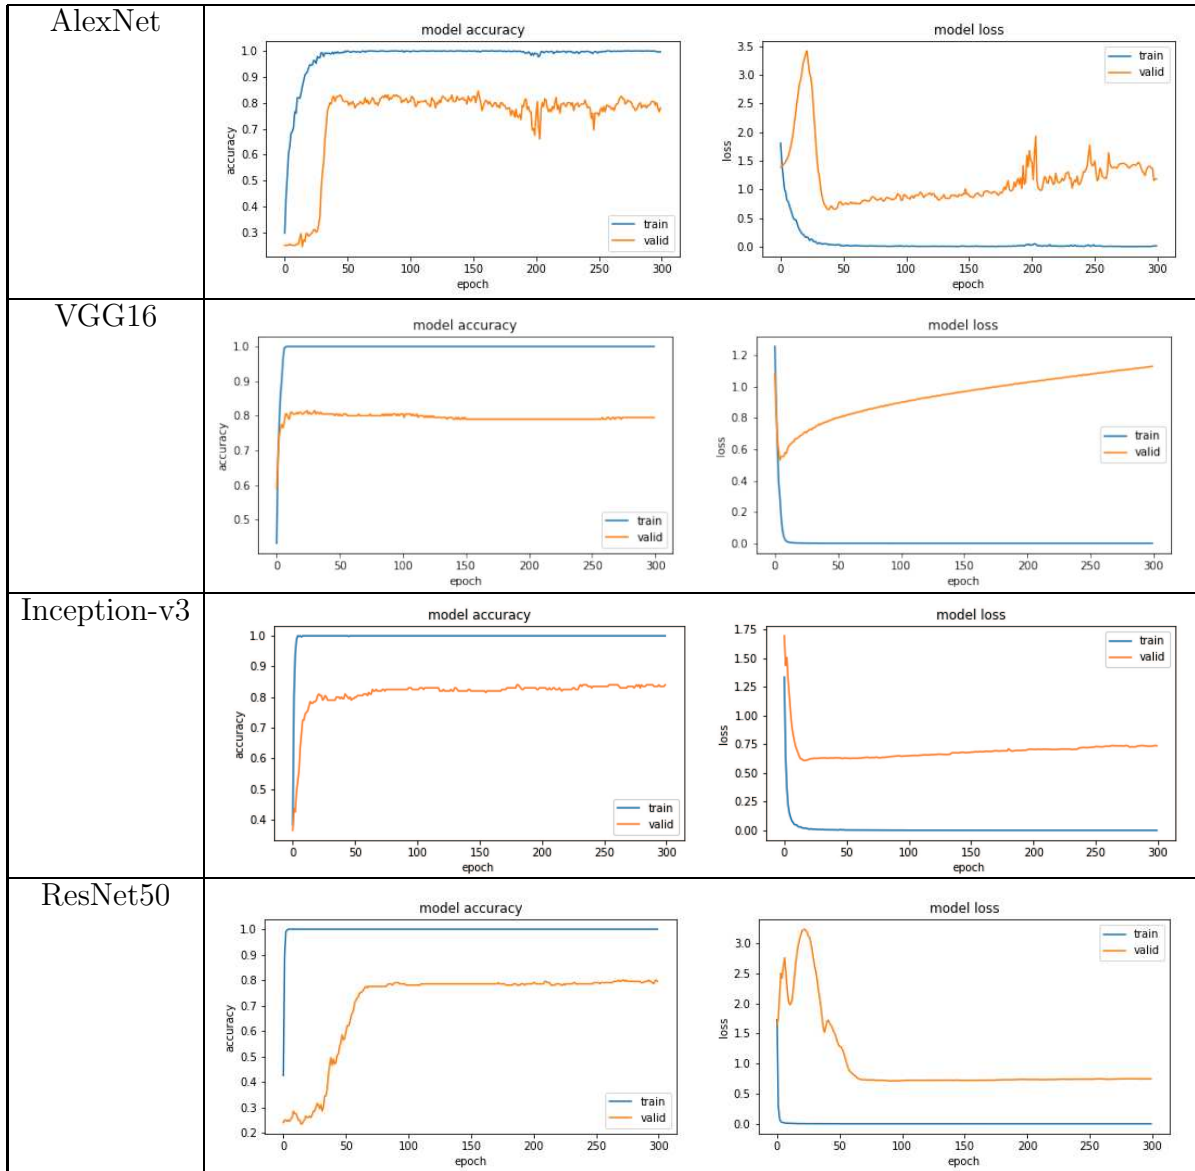 AlexNet
model accuracy
model loss
1.0
0.9
0.8
0.7
0.6
0.5
0.4
0.3
accuracy
train
valid
0 50 100 150 200 250 300
epoch
3.5
3.0
2.5
2.0
1.5
1.0
0.5
0.0
loss
train
valid
0 50 100 150 200 250 300
epoch
VGG16
model accuracy
model loss
1.0
0.9
0.8
0.7
0.6
0.5
accuracy
train
valid
0 50 100 150 200 250 300
epoch
1.2
1.0
0.8
0.6
0.4
0.2
0.0
loss
train
valid
0 50 100 150 200 250 300
epoch
Inception-v3
model accuracy
model loss
1.0
0.9
0.8
0.7
0.6
0.5
0.4
accuracy
train
valid
0 50 100 150 200 250 300
epoch
1.75
1.50
1.25
1.00
0.75
0.50
0.25
0.00
loss
train
valid
0 50 100 150 200 250 300
epoch
ResNet50
model accuracy
model loss
1.0
0.9
0.8
0.7
0.6
0.5
0.4
0.3
0.2
accuracy
train
valid
0 50 100 150 200 250 300
epoch
3.0
2.5
2.0
1.5
1.0
0.5
0.0
loss
train
valid
0 50 100 150 200 250 300
epoch